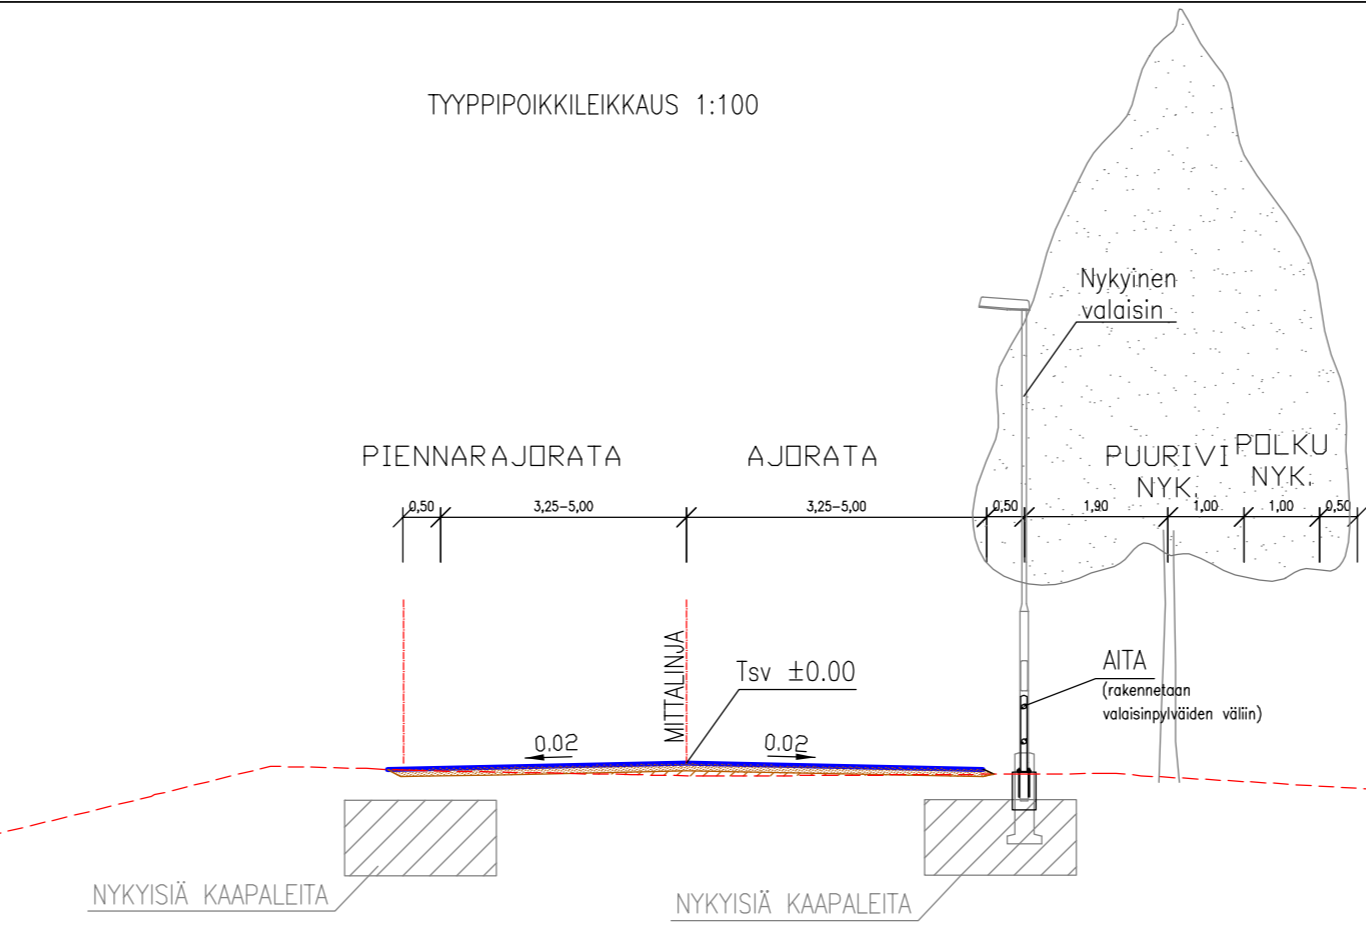 TYYPPIPOIKKILEIKKAUS 1:100
Nykyinen
valaisin
PIENNARAJORATA
AJORATA
PUURIVI
NYK.
POLKU
NYK.
0,50
3,25-5,00
3,25-5,00
0,50
1,90
1,00
1,00
0,50
MITTALINJA
Tsv ±0.00
AITA
(rakennetaan
valaisinpylväiden väliin)
0.02
0.02
NYKYISIÄ KAAPALEITA
NYKYISIÄ KAAPALEITA